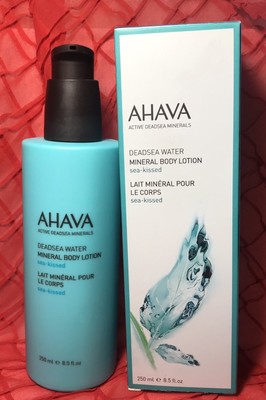 AHAVA
ACTIVE DEADSEA MINERALS
DEADSEA WATER
MINERAL BODY LOTION
sea-kissed
LAIT MINÉRAL POUR
LE CORPS
sea-kissed
250 ml e 8.5 fl.oz
AHAVA
ACTIVE DEADSEA MINERALS
DEADSEA WATER
MINERAL BODY LOTION
sea-kissed
LAIT MINÉRAL POUR
LE CORPS
sea-kissed
250 ml e 8.5 fl.oz